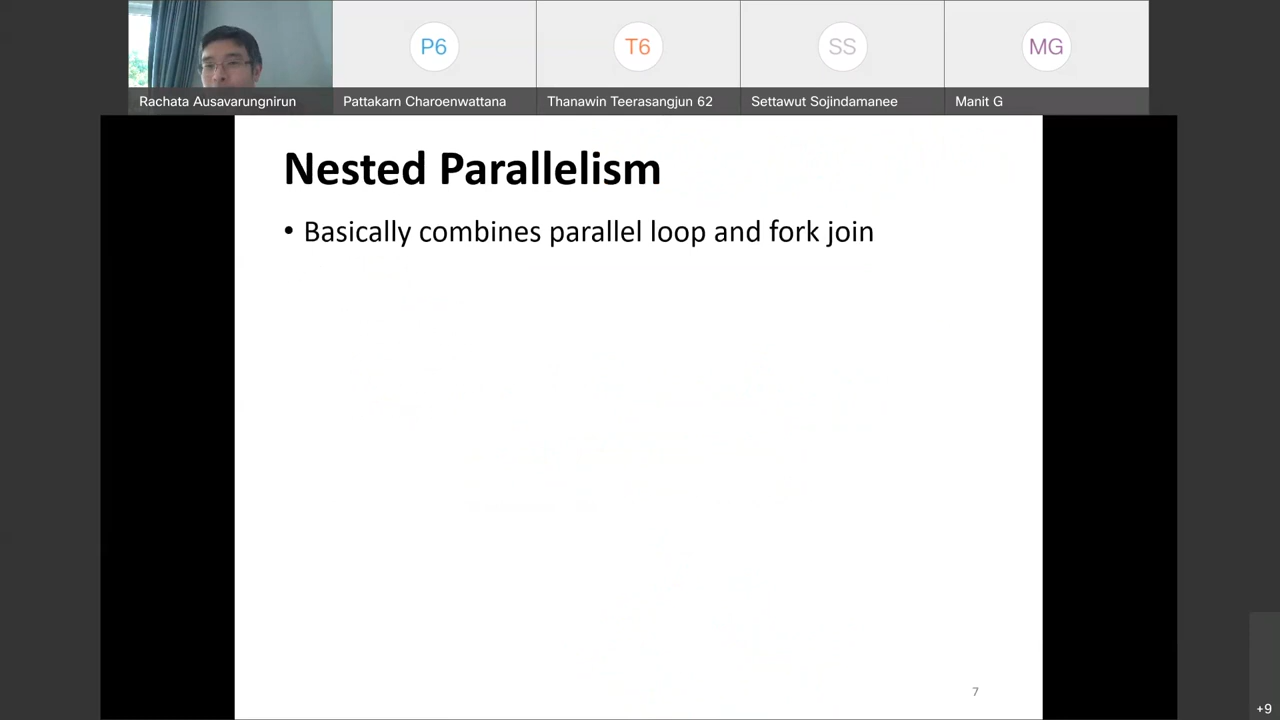 P6
T6
SS
MG
Rachata Ausavarungnirun
Pattakarn Charoenwattana
Thanawin Teerasangjun 62
Settawut Sojindamanee
Manit G
Nested Parallelism
• Basically combines parallel loop and fork join
7
+9